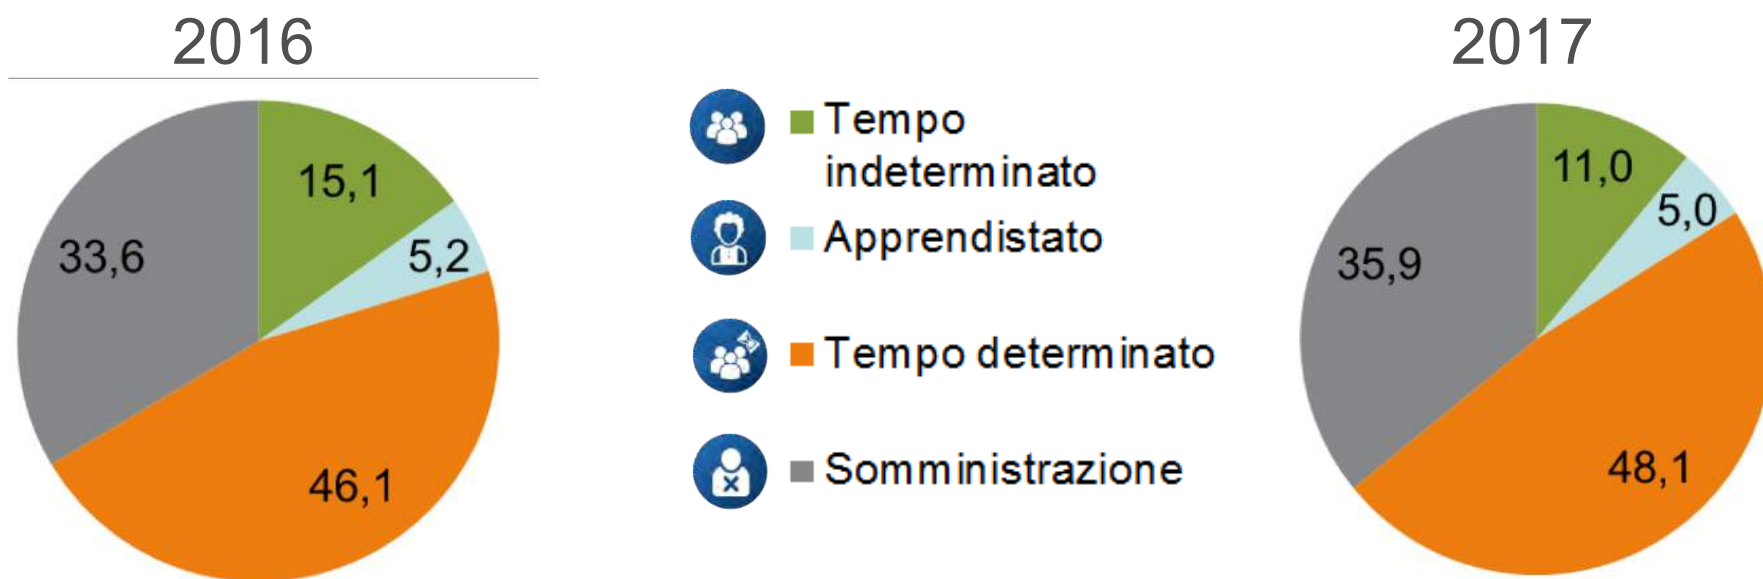 2016
15,1
5,2
33,6
46,1
Tempo
indeterminato
Apprendistato
Tempo determinato
Somministrazione
2017
11,0
5,0
35,9
48,1